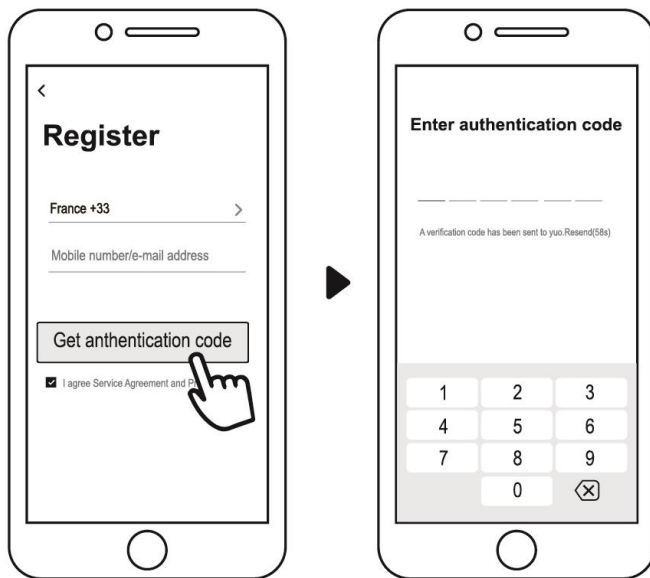 Register
France +33
Mobile number/e-mail address
Get anthentication code
I agree Service Agreement and
Enter authentication code
A verification code has been sent to yuo.Resend(58s)
1 2 3
4 5 6
7 8 9
0